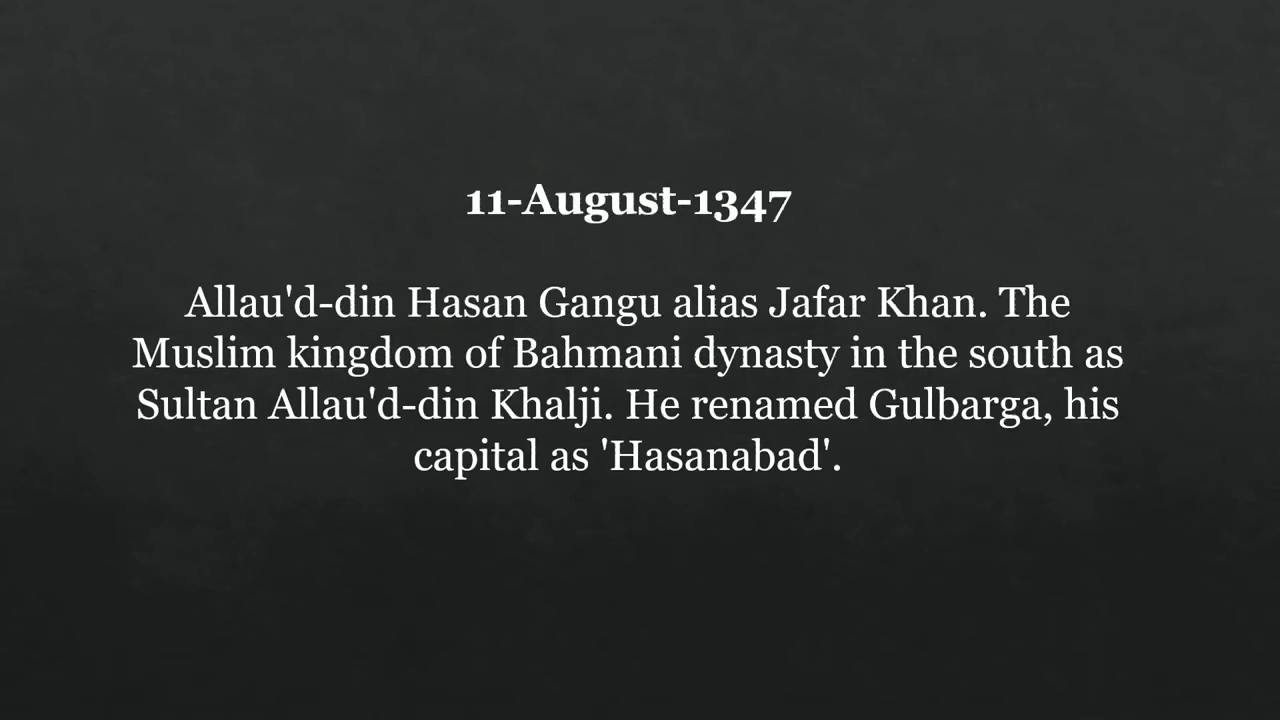 11-August-1347
Allau'd-din Hasan Gangu alias Jafar Khan. The
Muslim kingdom of Bahmani dynasty in the south as
Sultan Allau'd-din Khalji. He renamed Gulbarga, his
capital as 'Hasanabad'.